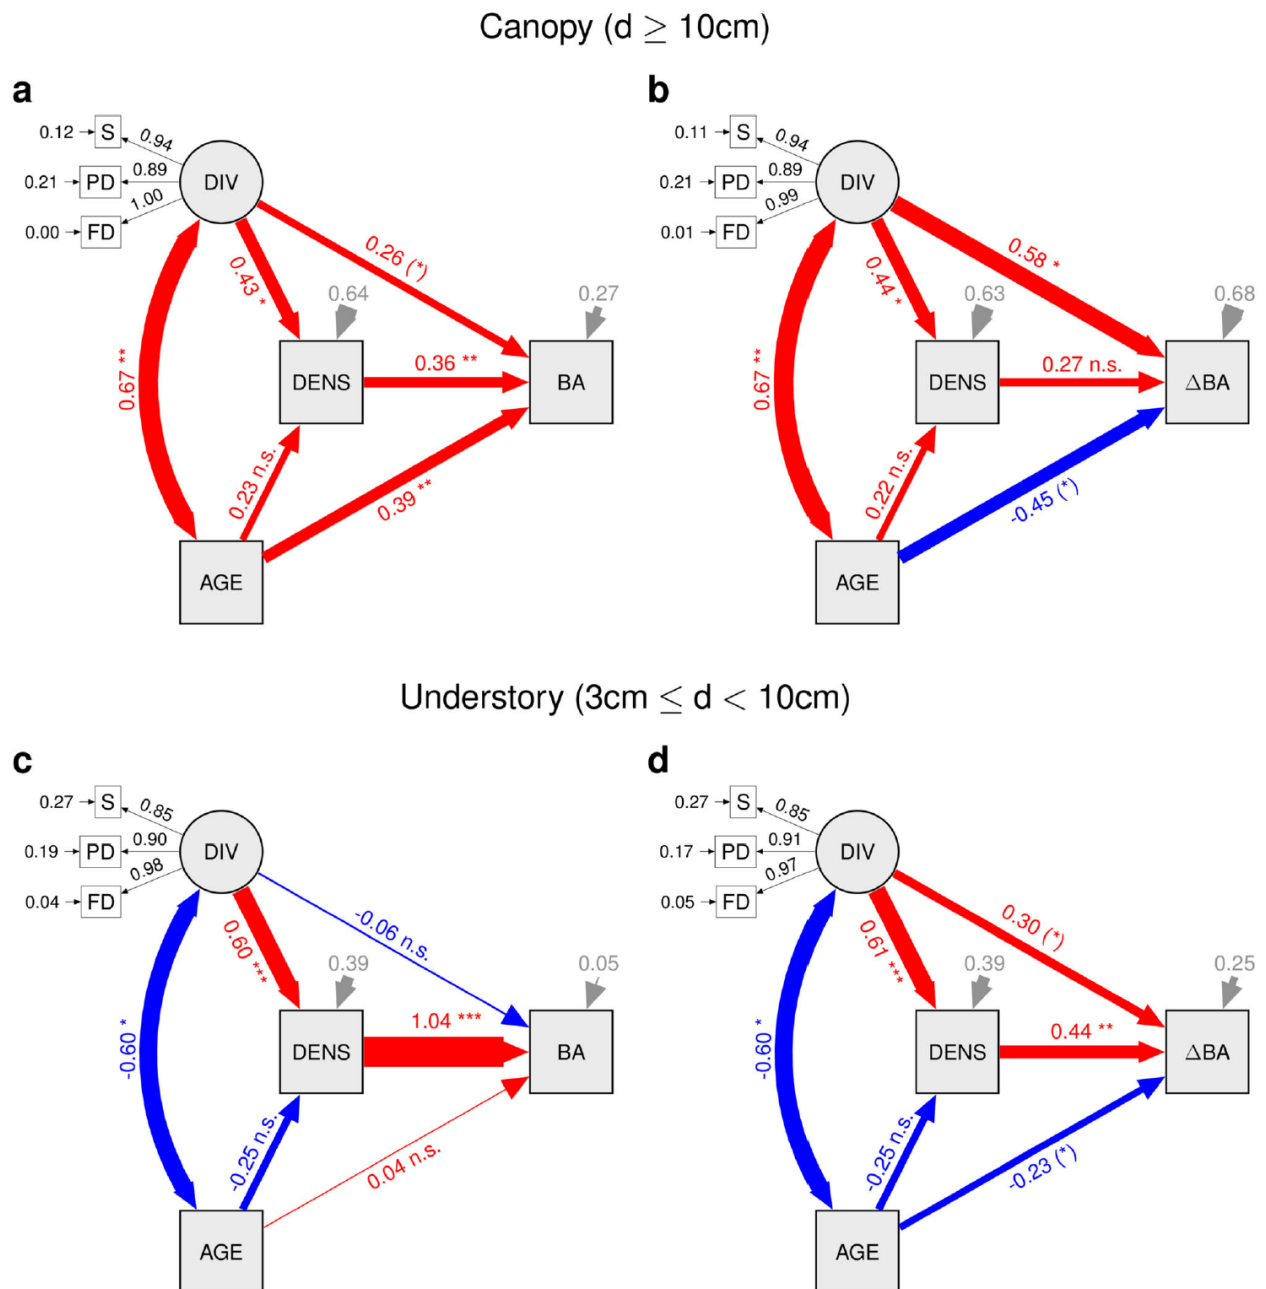 Canopy (d ≥ 10cm)
a
0.12 S 0.94
0.21 PD 0.89
0.00 FD 1.00
DIV
0.26 (*)
0.43 *
0.64
0.27
0.67 **
DENS
0.36 **
BA
0.23 n.s.
0.39 **
AGE
b
0.11 S 0.94
0.21 PD 0.89
0.01 FD 0.99
DIV
0.58 *
0.44 *
0.63
0.68
0.67 **
DENS
0.27 n.s.
ΔBA
0.22 n.s.
-0.45 (*)
AGE
Understory (3cm ≤ d < 10cm)
c
0.27 S 0.85
0.19 PD 0.90
0.04 FD 0.98
DIV
-0.06 n.s.
0.60 ***
0.39
0.05
-0.60 *
DENS
1.04 ***
BA
-0.25 n.s.
0.04 n.s.
AGE
d
0.27 S 0.85
0.17 PD 0.91
0.05 FD 0.97
DIV
0.30 (*)
0.61 ***
0.39
0.25
-0.60 *
DENS
0.44 **
ΔBA
-0.25 n.s.
-0.23 (*)
AGE